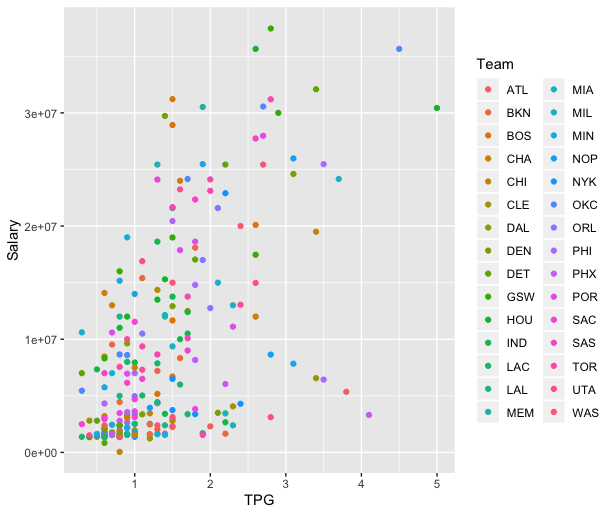 3e+07
2e+07
1e+07
0e+00
Salary
1 2 3 4 5
TPG
Team
ATL
BKN
BOS
CHA
CHI
CLE
DAL
DEN
DET
GSW
HOU
IND
LAC
LAL
MEM
MIA
MIL
MIN
NOP
NYK
OKC
ORL
PHI
PHX
POR
SAC
SAS
TOR
UTA
WAS